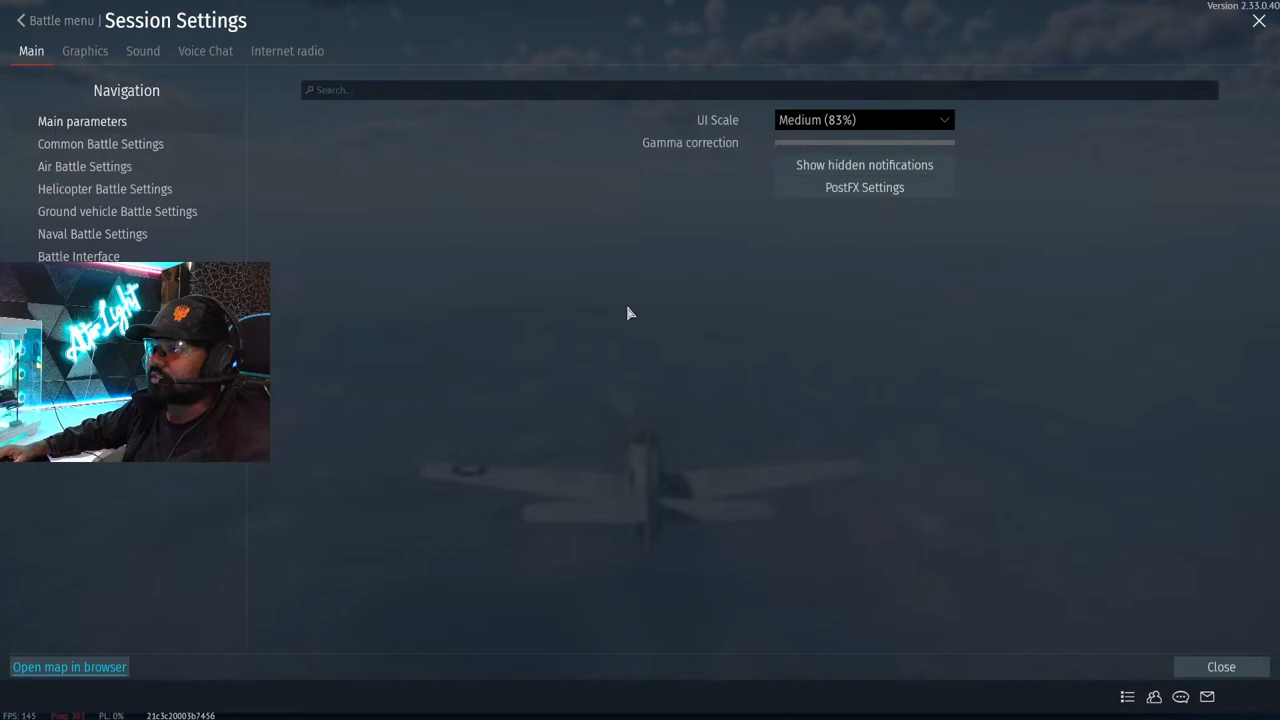 Version 2.33.0.40
Battle menu | Session Settings
Main Graphics Sound Voice Chat Internet radio
Navigation
Search...
Main parameters
Common Battle Settings
Air Battle Settings
Helicopter Battle Settings
Ground vehicle Battle Settings
Naval Battle Settings
Battle Interface
UI Scale Medium (83%)
Gamma correction
Show hidden notifications
PostFX Settings
Open map in browser
Close
FPS: 145 Ping: 303 PL: 0% 21c3c20003b7456